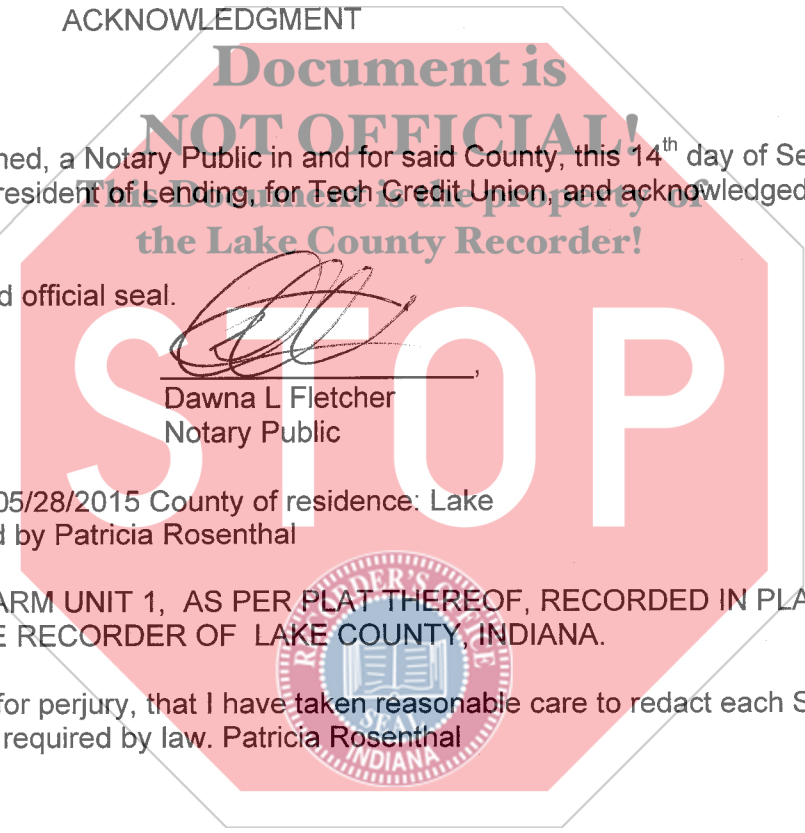 ACKNOWLEDGMENT
Document is
NOT OFFICIAL!
ned, a Notary Public in and for said County, this 14th day of Se
resident of Lending, for Tech Credit Union, and acknowledged
This Document is the property of
the Lake County Recorder!
d official seal.
STOP
Dawna L Fletcher
Notary Public
05/28/2015 County of residence: Lake
d by Patricia Rosenthal
ARM UNIT 1, AS PER PLAT THEREOF, RECORDED IN PLA
E RECORDER OF LAKE COUNTY, INDIANA.
for perjury, that I have taken reasonable care to redact each S
required by law. Patricia Rosenthal
RECORDER'S OFFICE
SEAL
INDIANA